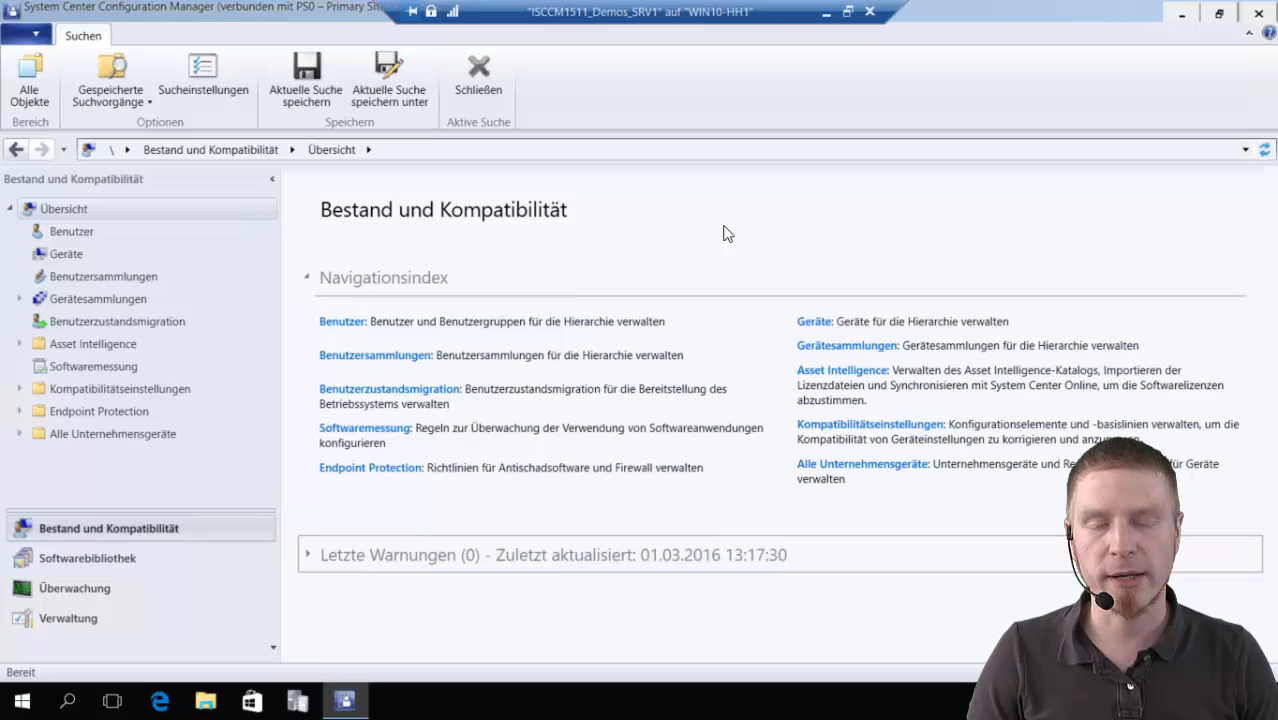 System Center Configuration Manager (verbunden mit PS0 – Primary
"ISCCM1511_Demos_SRV1" auf "WIN10-HH1"
Suchen
Alle Objekte
Gespeicherte Suchvorgänge
Sucheinstellungen
Aktuelle Suche speichern
Aktuelle Suche speichern unter
Schließen
Bereich
Optionen
Speichern
Aktive Suche
\ Bestand und Kompatibilität Übersicht
Bestand und Kompatibilität
Übersicht
Benutzer
Geräte
Benutzersammlungen
Gerätesammlungen
Benutzerzustandsmigration
Asset Intelligence
Softwaremessung
Kompatibilitätseinstellungen
Endpoint Protection
Alle Unternehmensgeräte
Bestand und Kompatibilität
Softwarebibliothek
Überwachung
Verwaltung
Bestand und Kompatibilität
Navigationsindex
Benutzer: Benutzer und Benutzergruppen für die Hierarchie verwalten
Benutzersammlungen: Benutzersammlungen für die Hierarchie verwalten
Benutzerzustandsmigration: Benutzerzustandsmigration für die Bereitstellung des
Betriebssystems verwalten
Softwaremessung: Regeln zur Überwachung der Verwendung von Softwareanwendungen
konfigurieren
Endpoint Protection: Richtlinien für Antischadsoftware und Firewall verwalten
Geräte: Geräte für die Hierarchie verwalten
Gerätesammlungen: Gerätesammlungen für die Hierarchie verwalten
Asset Intelligence: Verwalten des Asset Intelligence-Katalogs, Importieren der
Lizenzdateien und Synchronisieren mit System Center Online, um die Softwarelizenzen
abzustimmen.
Kompatibilitätseinstellungen: Konfigurationselemente und -basislinien verwalten, um die
Kompatibilität von Geräteinstellungen zu korrigieren und
Alle Unternehmensgeräte: Unternehmensgeräte und für Geräte
verwalten
Letzte Warnungen (0) - Zuletzt aktualisiert: 01.03.2016 13:17:30
Bereit